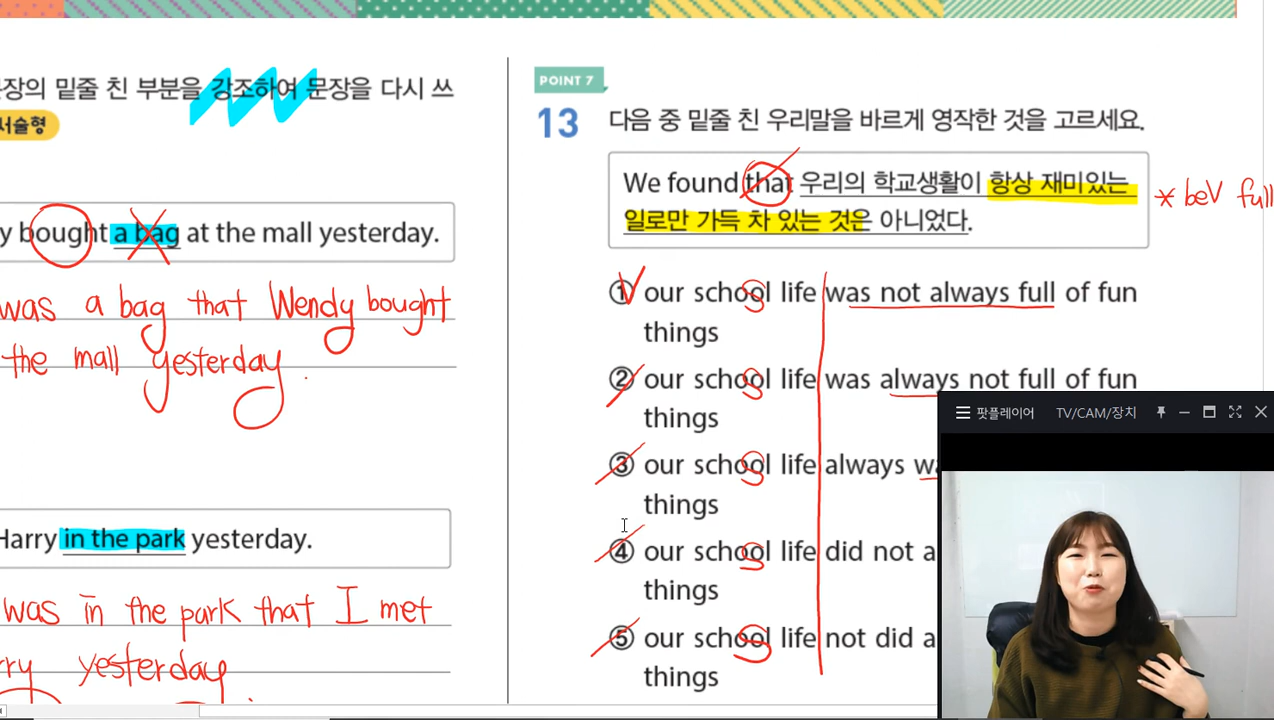 문장의 밑줄 친 부분을 강조하여 문장을 다시 쓰
서술형
bought a bag at the mall yesterday.
was a bag that Wendy bought
the mall yesterday.
Harry in the park yesterday.
was in the park that I met
yesterday.
POINT 7
13 다음 중 밑줄 친 우리말을 바르게 영작한 것을 고르세요.
We found that 우리의 학교생활이 항상 재미있는
일로만 가득 차 있는 것은 아니었다.
* beV full
① our school life was not always full of fun
things
② our school life was always not full of fun
things
③ our school life always
things
④ our school life did not
things
⑤ our school life not did
things
S
S
S
S
S
팟플레이어 TV/CAM/장치